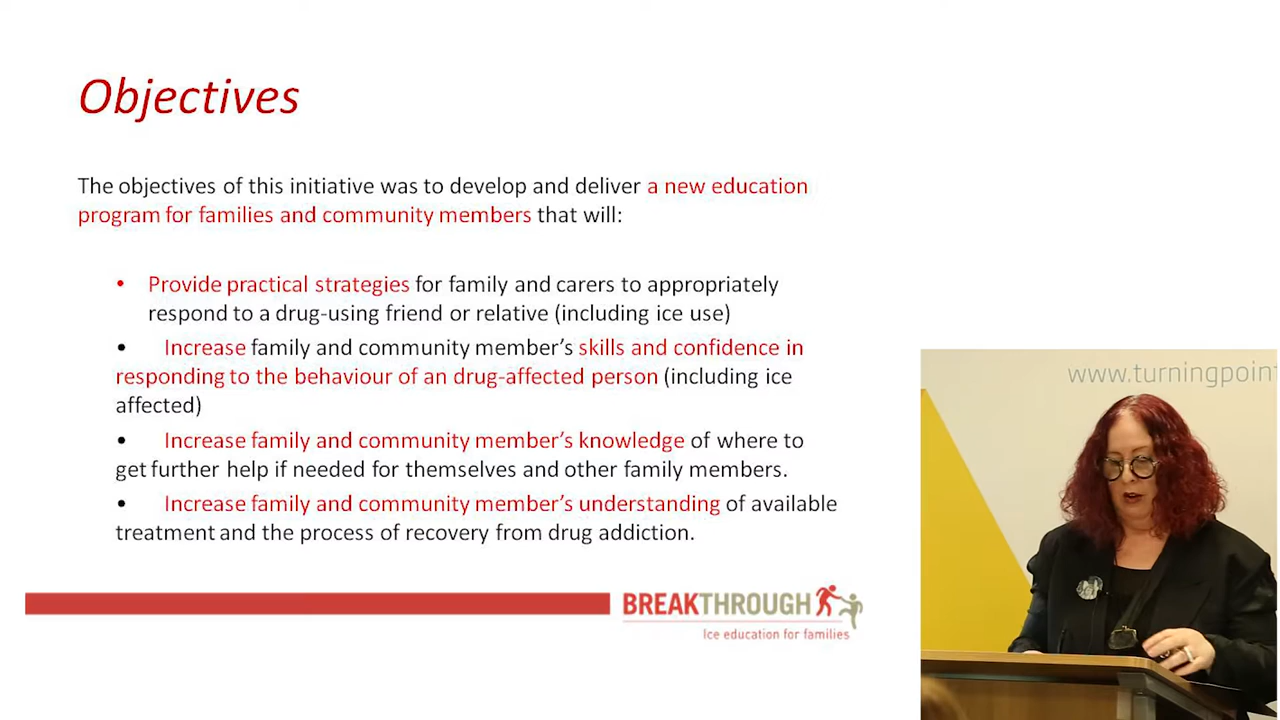 Objectives
The objectives of this initiative was to develop and deliver a new education
program for families and community members that will:
• Provide practical strategies for family and carers to appropriately
respond to a drug-using friend or relative (including ice use)
• Increase family and community member's skills and confidence in
responding to the behaviour of an drug-affected person (including ice
affected)
• Increase family and community member's knowledge of where to
get further help if needed for themselves and other family members.
• Increase family and community member's understanding of available
treatment and the process of recovery from drug addiction.
BREAKTHROUGH
Ice education for families
www.turningpoint